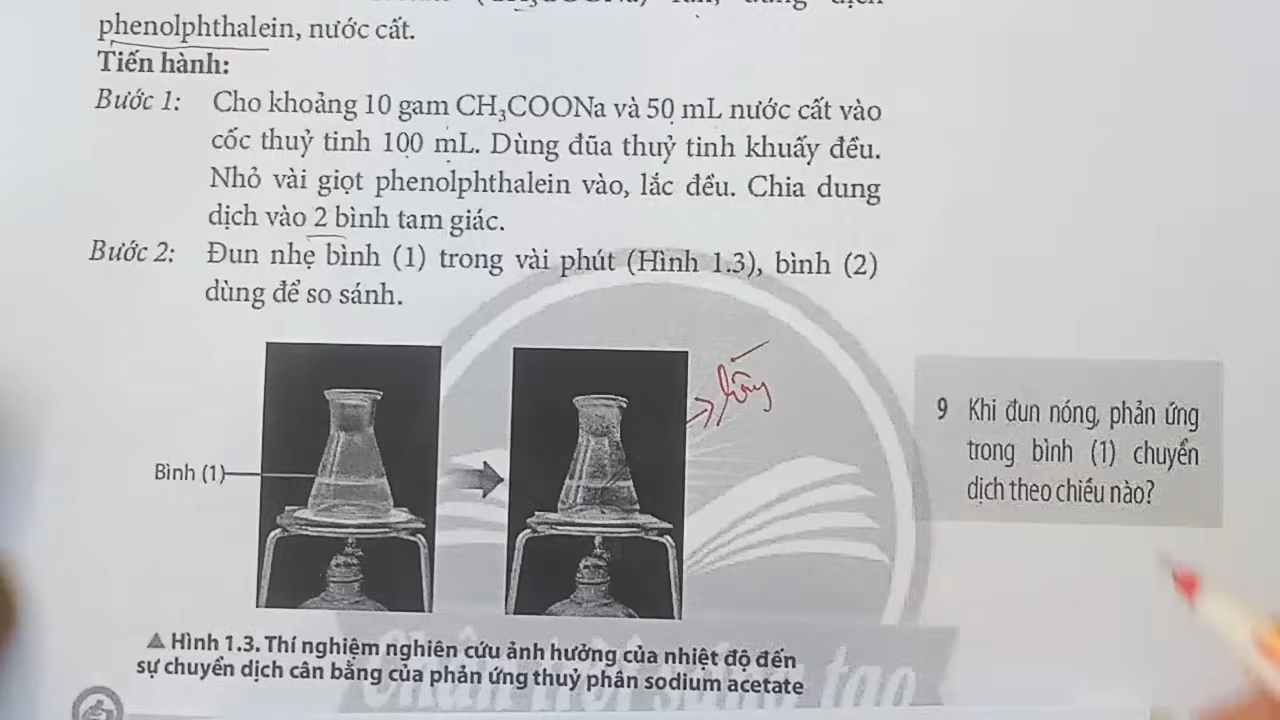 phenolphthalein, nước cất.
Tiến hành:
Bước 1: Cho khoảng 10 gam CH₃COONa và 50 mL nước cất vào
cốc thuỷ tinh 100 mL. Dùng đũa thuỷ tinh khuấy đều.
Nhỏ vài giọt phenolphthalein vào, lắc đều. Chia dung
dịch vào 2 bình tam giác.
Bước 2: Đun nhẹ bình (1) trong vài phút (Hình 1.3), bình (2)
dùng để so sánh.
Bình (1)
hồng
9 Khi đun nóng, phản ứng
trong bình (1) chuyển
dịch theo chiều nào?
Hình 1.3. Thí nghiệm nghiên cứu ảnh hưởng của nhiệt độ đến
sự chuyển dịch cân bằng của phản ứng thuỷ phân sodium acetate
Chân trời sáng tạo